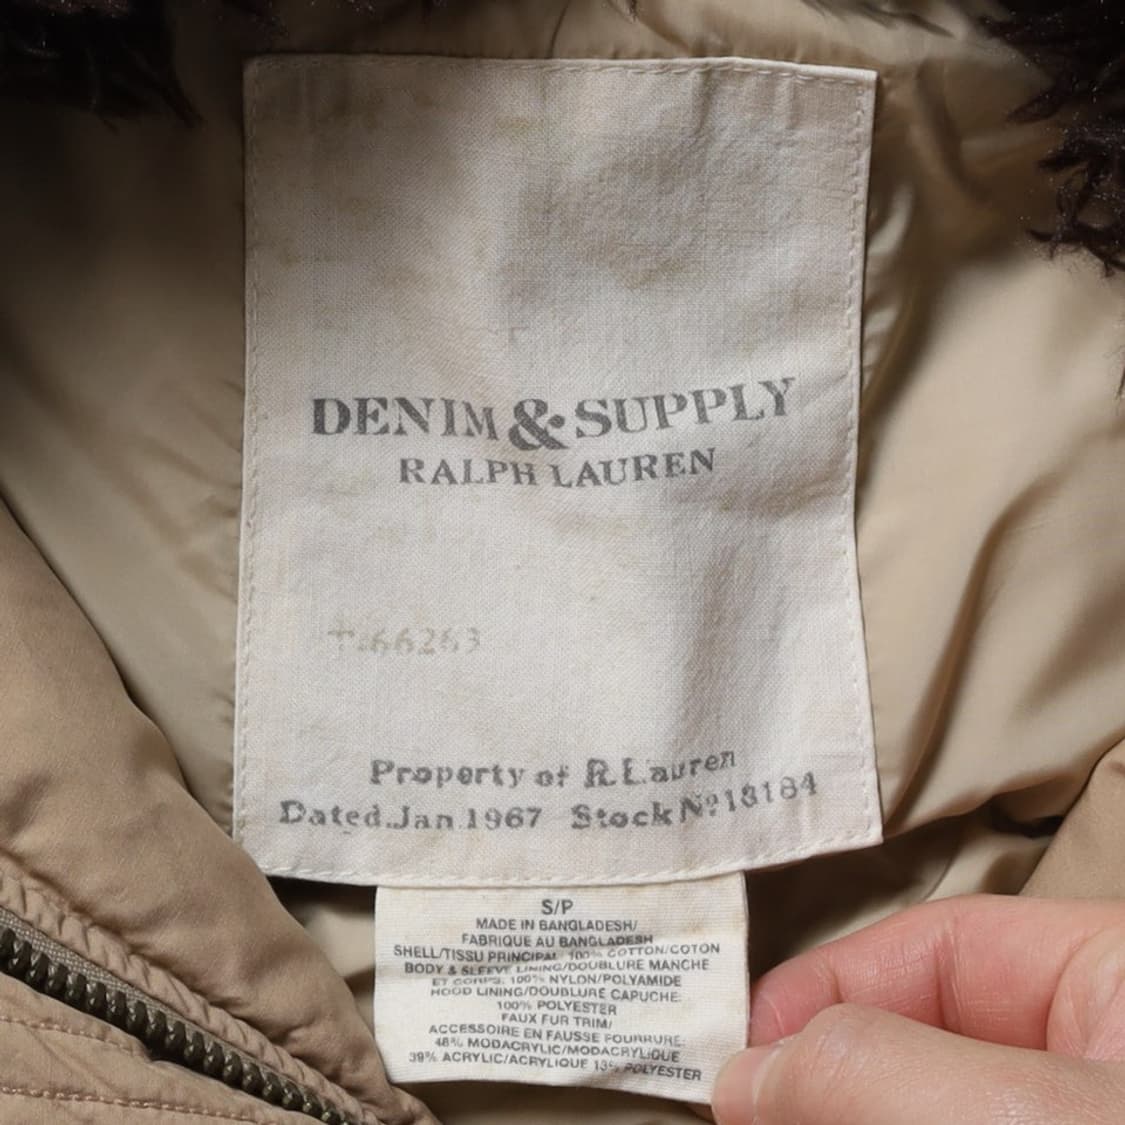 DENIM & SUPPLY
RALPH LAUREN
T:66263
Property of R.Lauren
Dated.Jan.1967 Stock Nº 18184
S/P
MADE IN BANGLADESH/
FABRIQUE AU BANGLADESH
SHELL/TISSU PRINCIPAL 100% COTTON/COTON
BODY & SLEEVE LINING/DOUBLURE MANCHE
ET CORPS: 100% NYLON/POLYAMIDE
HOOD LINING/DOUBLURE CAPUCHE:
100% POLYESTER
FAUX FUR TRIM/
ACCESSOIRE EN FAUSSE FOURRURE:
48% MODACRYLIC/MODACRYLIQUE
39% ACRYLIC/ACRYLIQUE 13% POLYESTER